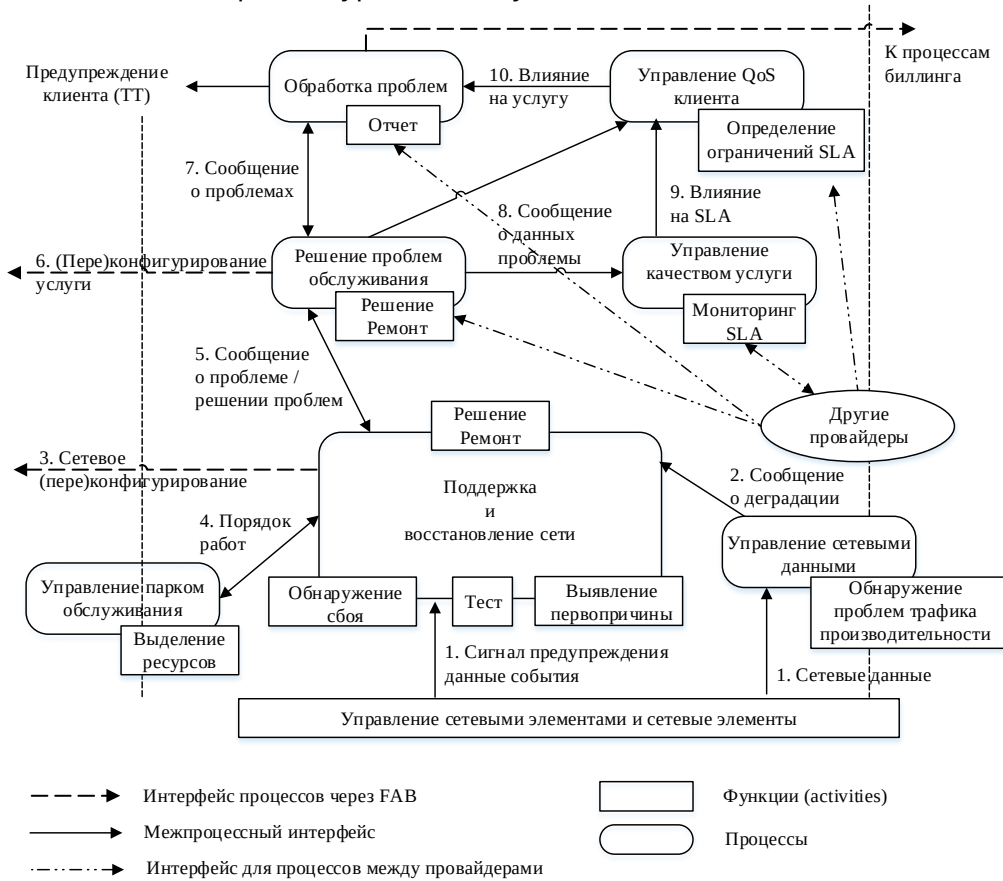 К процессам
биллинга
Предупреждение
клиента (ТТ)
Обработка проблем
Отчет
10. Влияние
на услугу
Управление QoS
клиента
Определение
ограничений SLA
7. Сообщение
о проблемах
8. Сообщение
о данных
проблемы
9. Влияние
на SLA
6. (Пере)конфигурирование
услуги
Решение проблем
обслуживания
Решение
Ремонт
Управление
качеством услуги
Мониторинг
SLA
5. Сообщение
о проблеме /
решении проблем
Другие
провайдеры
Решение
Ремонт
3. Сетевое
(пере)конфигурирование
Поддержка
и
восстановление сети
2. Сообщение
о деградации
4. Порядок
работ
Управление сетевыми
данными
Обнаружение
проблем трафика
производительности
Управление парком
обслуживания
Выделение
ресурсов
Обнаружение
сбоя
Тест
Выявление
первопричины
1. Сигнал предупреждения
данные события
1. Сетевые данные
Управление сетевыми элементами и сетевые элементы
Интерфейс процессов через FAB
Функции (activities)
Межпроцессный интерфейс
Процессы
Интерфейс для процессов между провайдерами